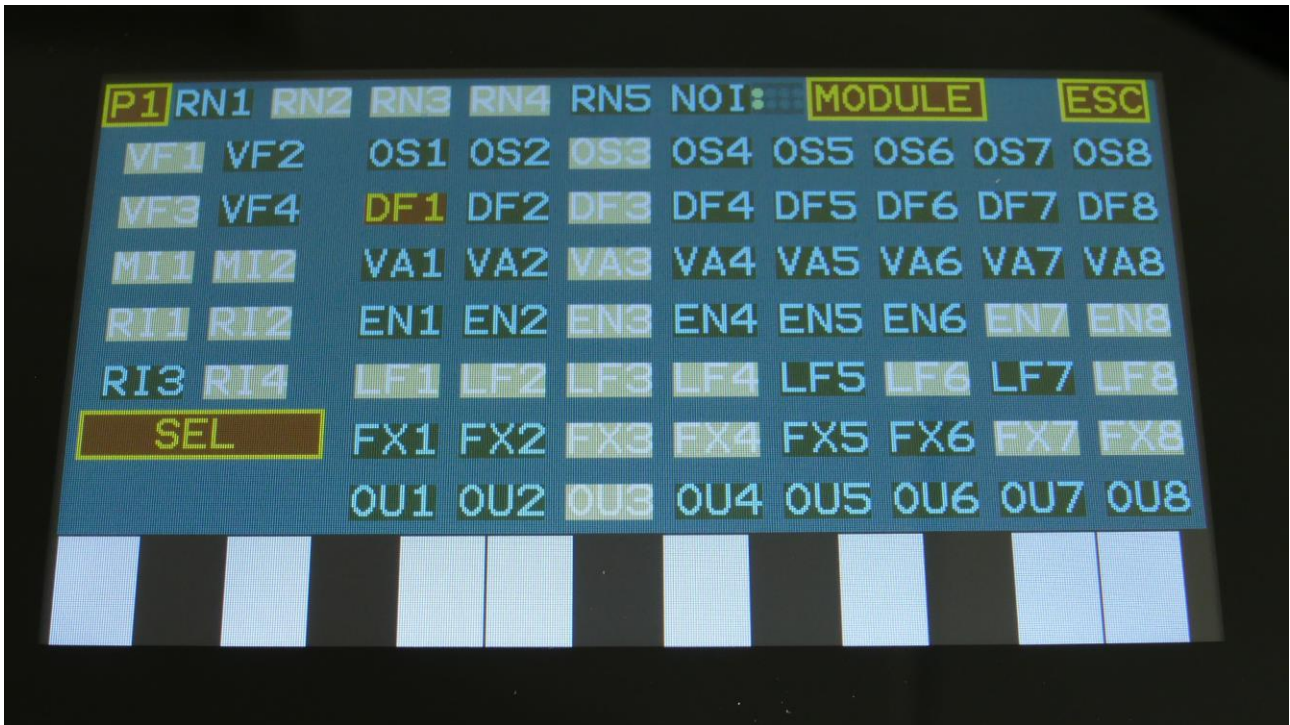 P1 RN1 RN2 RN3 RN4 RN5 NOI: MODULE ESC
VF1 VF2 OS1 OS2 OS3 OS4 OS5 OS6 OS7 OS8
VF3 VF4 DF1 DF2 DF3 DF4 DF5 DF6 DF7 DF8
MI1 MI2 VA1 VA2 VA3 VA4 VA5 VA6 VA7 VA8
RI1 RI2 EN1 EN2 EN3 EN4 EN5 EN6 EN7 EN8
RI3 RI4 LF1 LF2 LF3 LF4 LF5 LF6 LF7 LF8
SEL FX1 FX2 FX3 FX4 FX5 FX6 FX7 FX8
OU1 OU2 OU3 OU4 OU5 OU6 OU7 OU8